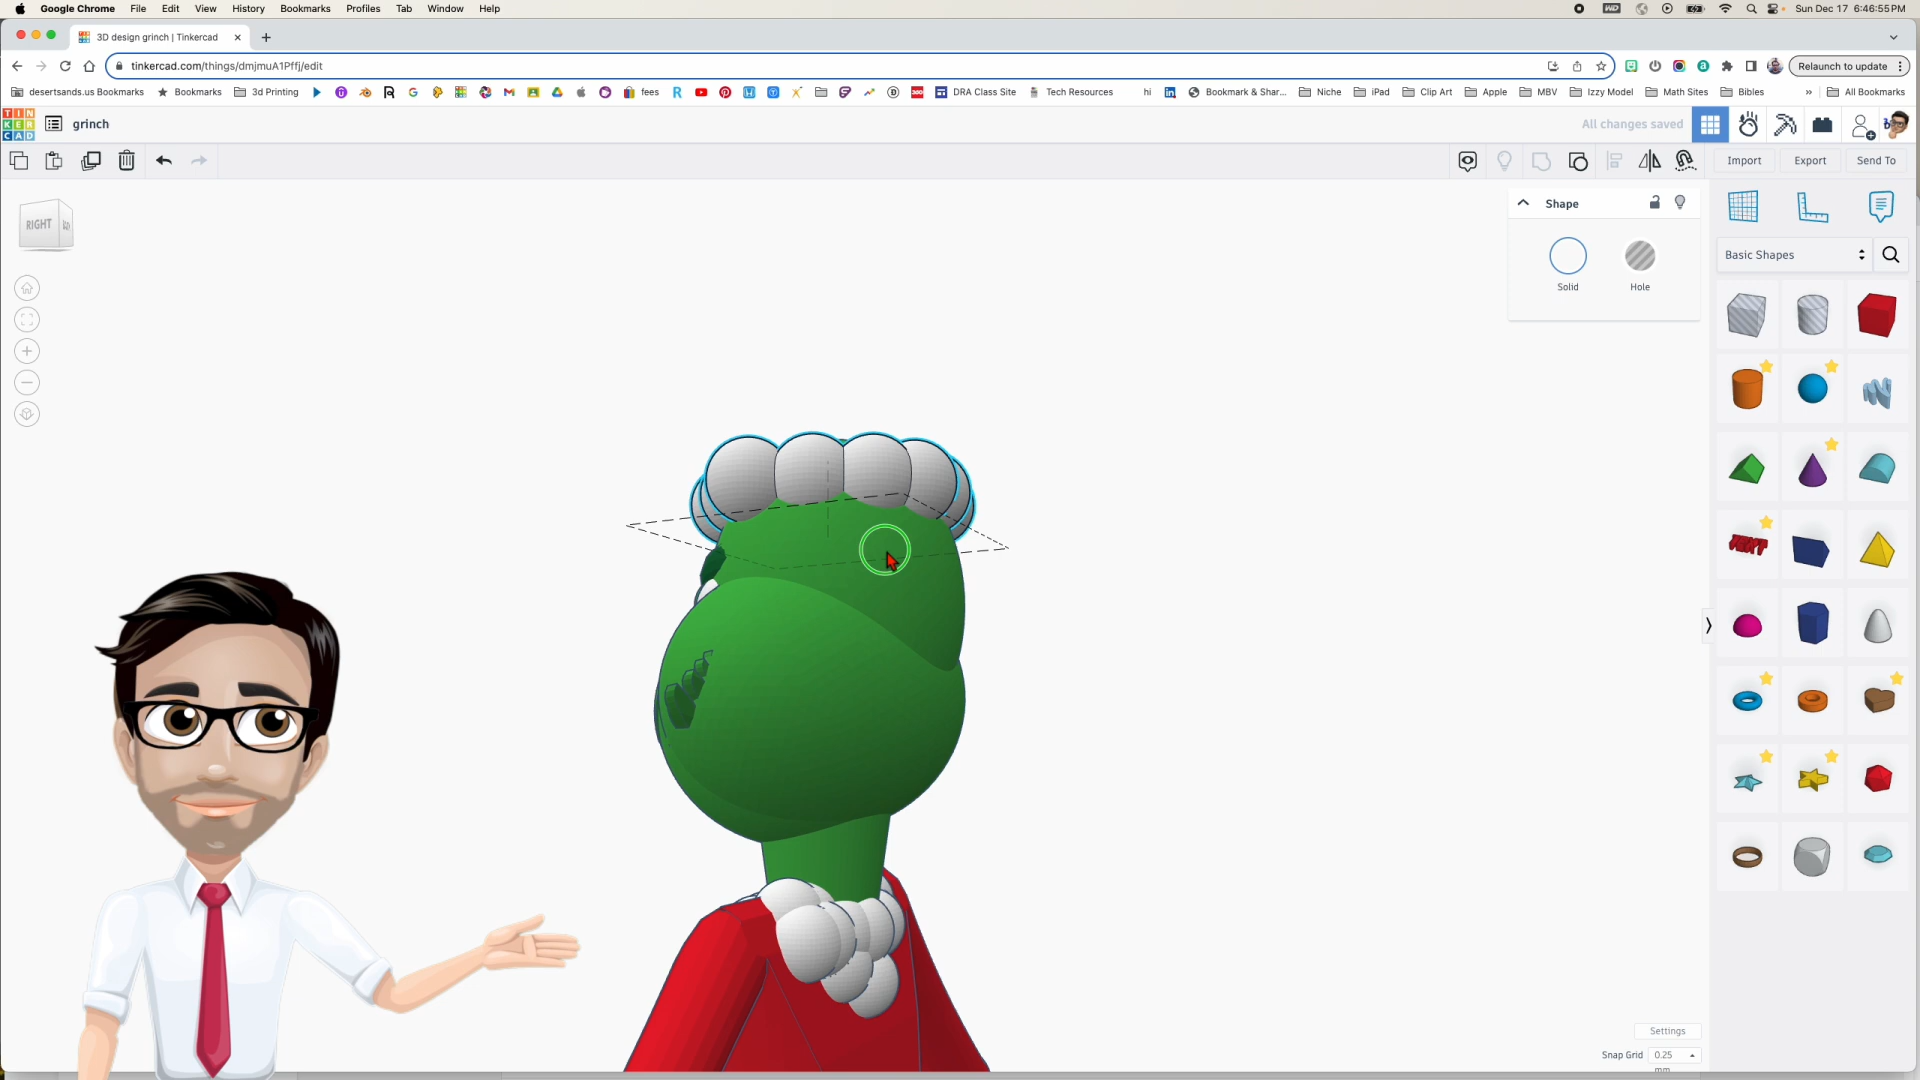 Google Chrome File Edit View History Bookmarks Profiles Tab Window Help Sun Dec 17 6:46:55 PM
3D design grinch | Tinkercad
tinkercad.com/things/dmjmuA1Pffj/edit
Relaunch to update
desertsands.us Bookmarks Bookmarks 3d Printing fees DRA Class Site Tech Resources hi Bookmark & Shar... Niche iPad Clip Art Apple MBV Izzy Model Math Sites Bibles » All Bookmarks
TIN
KER
CAD
grinch
All changes saved
Import Export Send To
RIGHT
Shape
Solid Hole
Basic Shapes
TEXT
Settings
Snap Grid 0.25
mm